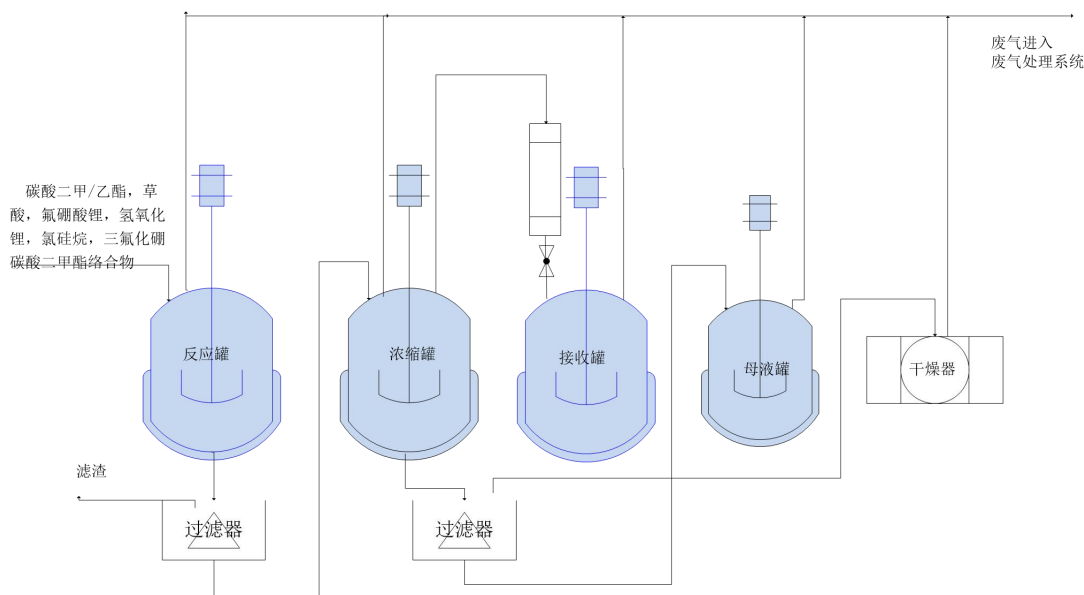 废气进入
废气处理系统
碳酸二甲/乙酯，草
酸，氟硼酸锂，氢氧化
锂，氯硅烷，三氟化硼
碳酸二甲酯络合物
反应罐
浓缩罐
接收罐
母液罐
干燥器
滤渣
过滤器
过滤器